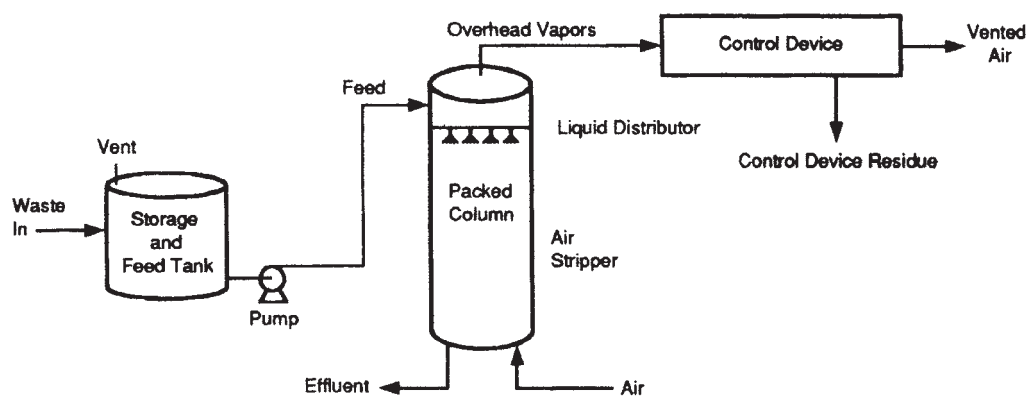 Overhead Vapors
Control Device
Vented
Air
Feed
Liquid Distributor
Control Device Residue
Vent
Waste
In
Storage
and
Feed Tank
Packed
Column
Air
Stripper
Pump
Effluent
Air